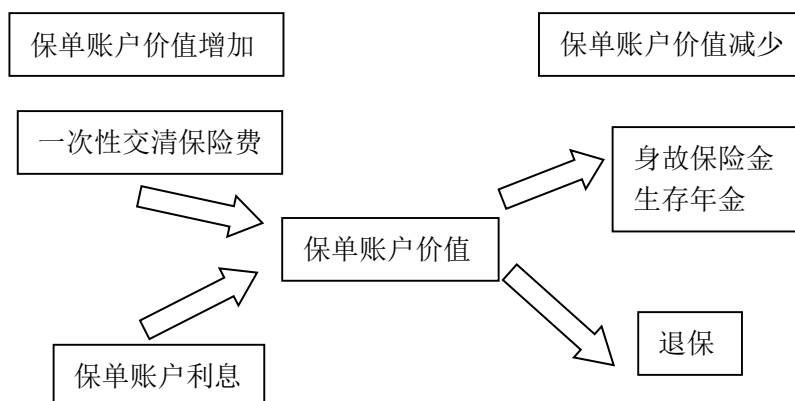 保单账户价值增加
保单账户价值减少
一次性交清保险费
身故保险金
生存年金
保单账户价值
退保
保单账户利息